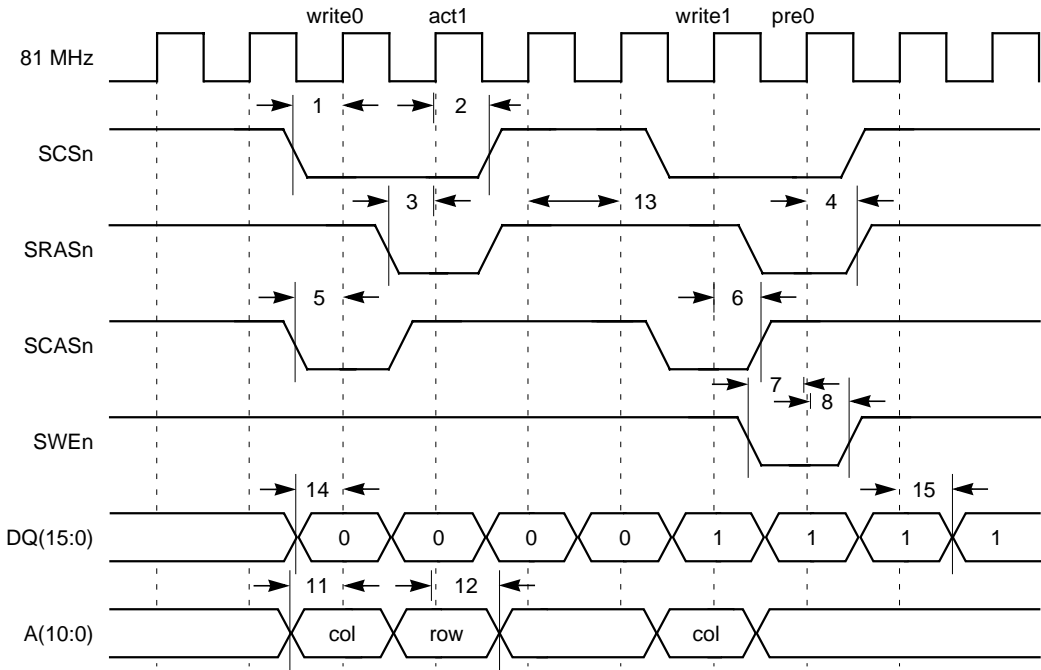 write0 act1 write1 pre0
81 MHz
1 2
SCSn
3 13 4
SRASn
5 6
SCASn
7
8
SWEn
14 15
DQ(15:0) 0 0 0 0 1 1 1 1
11 12
A(10:0) col row col